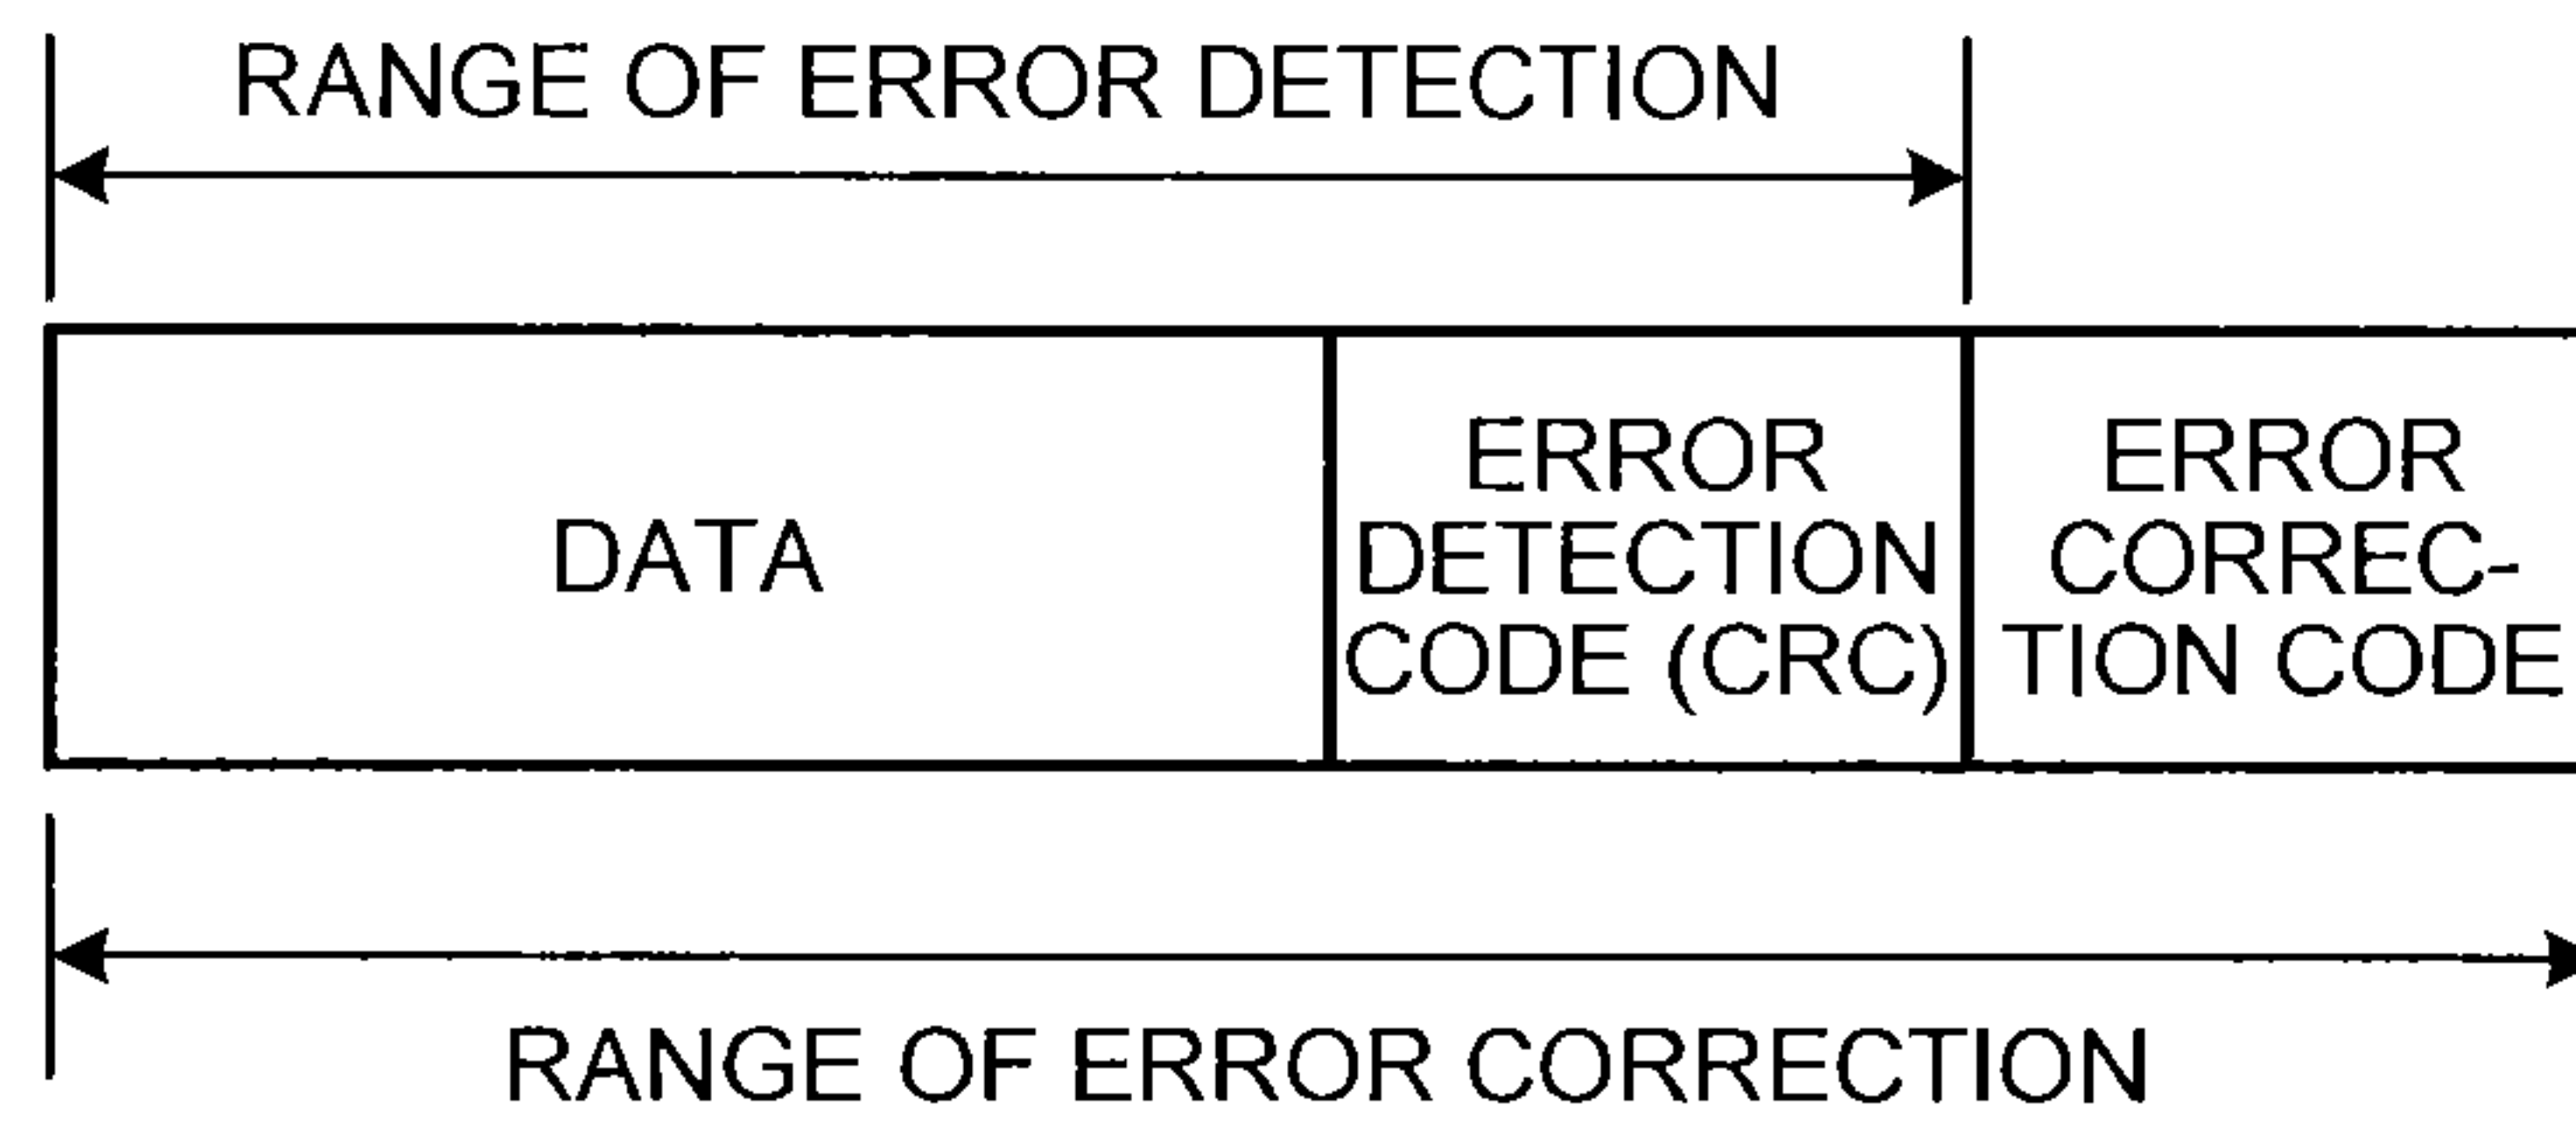 RANGE OF ERROR DETECTION
DATA
ERROR
DETECTION
CODE (CRC)
ERROR
CORREC-
TION CODE
RANGE OF ERROR CORRECTION